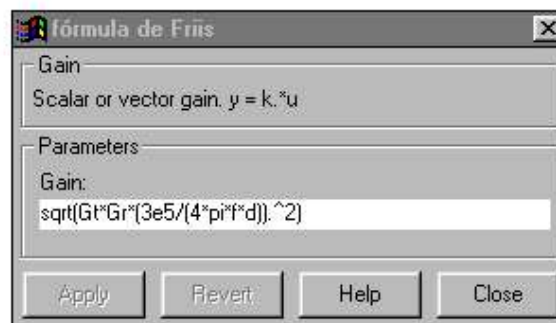 fórmula de Friis
Gain
Scalar or vector gain. y = k.*u
Parameters
Gain:
sqrt(Gt*Gr*(3e5/(4*pi*f*d)).^2)
Apply
Revert
Help
Close